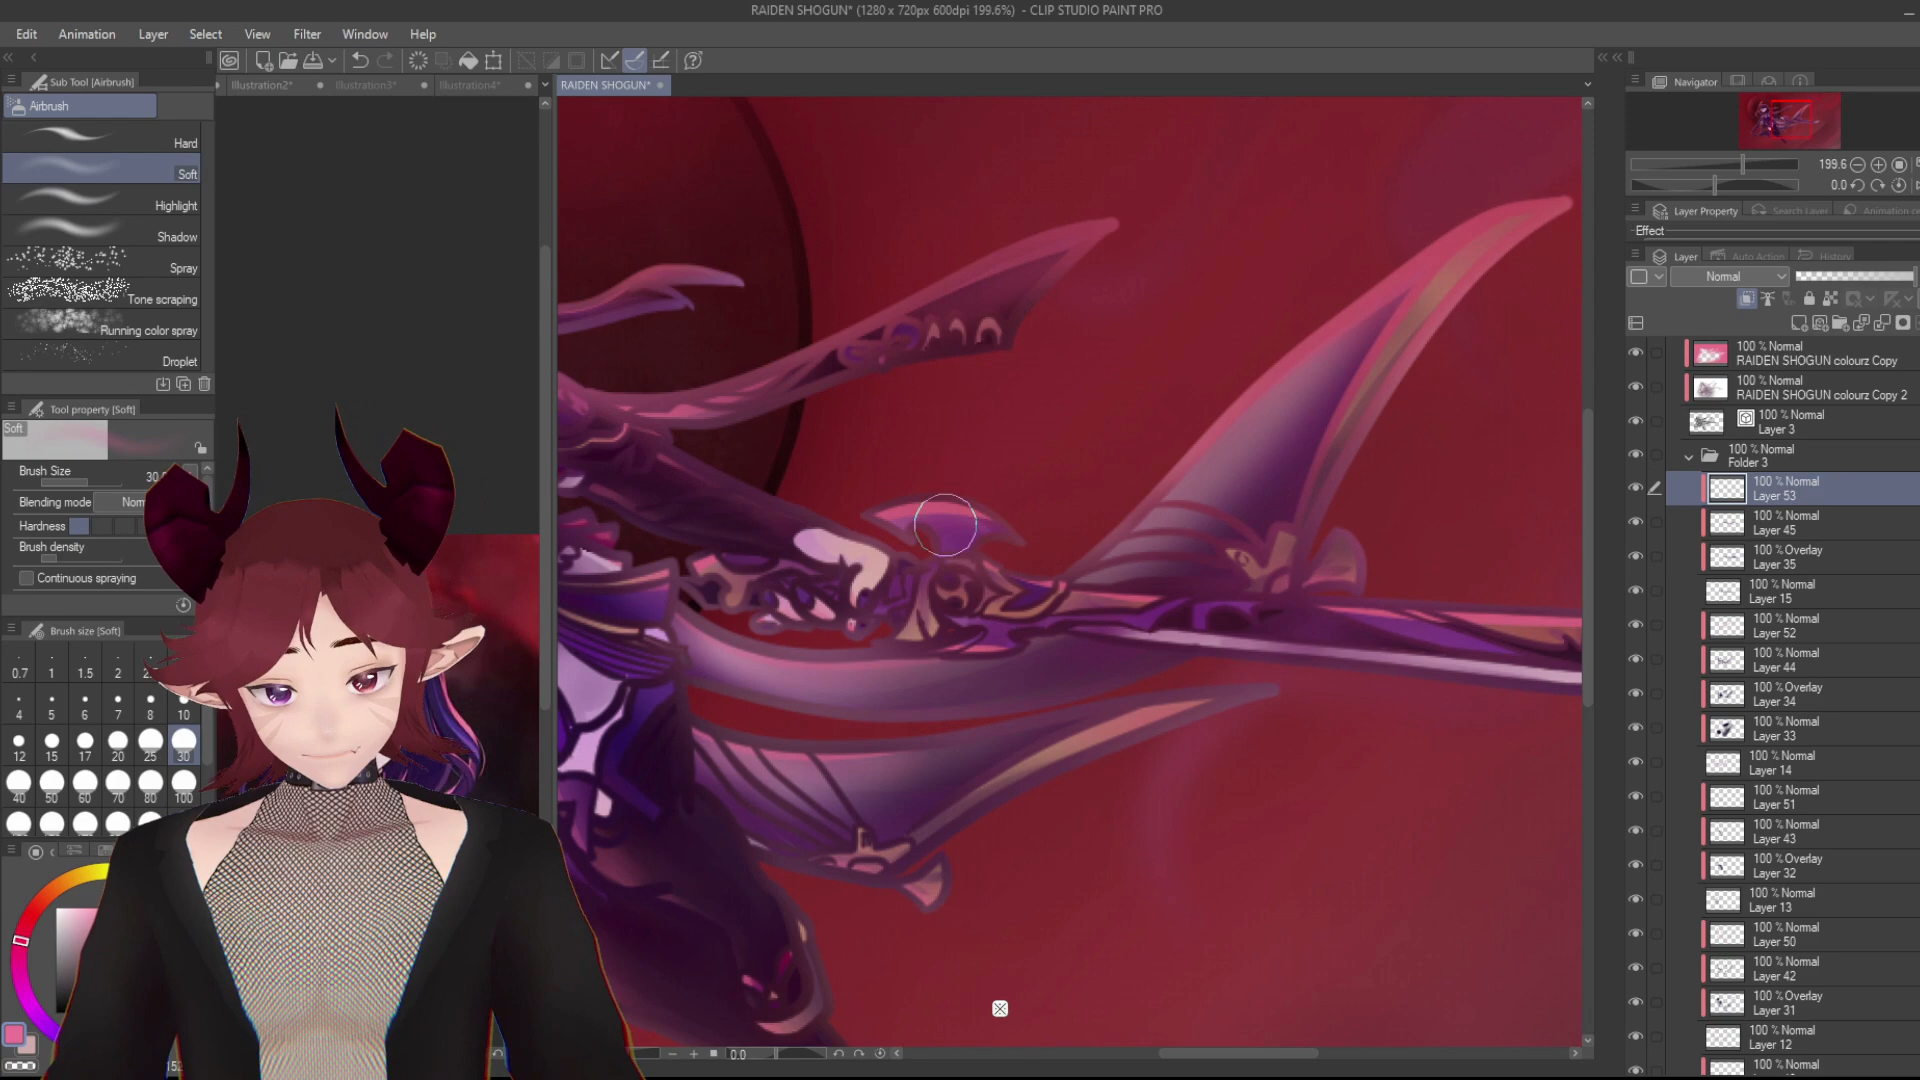 RAIDEN SHOGUN* (1280 x 720px 600dpi 199.6%) - CLIP STUDIO PAINT PRO
Edit Animation Layer Select View Filter Window Help
Sub Tool [Airbrush]
Illustration2* Illustration3* Illustration4* RAIDEN SHOGUN*
Navigator
Airbrush
Hard
Soft
Highlight
Shadow
Spray
Tone scraping
Running color spray
Droplet
Tool property [Soft]
Soft
Brush Size 30.0
Blending mode
Hardness
Brush density
Continuous spraying
Brush size [Soft]
0.7 1 1.5
4 5 6 7 8 10
12 15 17 20 25 30
40 50 60 70 80 100
0.0
199.6
0.0
Layer Property Search Layer Animation
Effect
Layer Auto Action History
Normal
100 % Normal
RAIDEN SHOGUN colourz Copy
100 % Normal
RAIDEN SHOGUN colourz Copy 2
100 % Normal
Layer 3
100 % Normal
Folder 3
100 % Normal
Layer 53
100 % Normal
Layer 45
100 % Overlay
Layer 35
100 % Normal
Layer 15
100 % Normal
Layer 52
100 % Normal
Layer 44
100 % Overlay
Layer 34
100 % Normal
Layer 33
100 % Normal
Layer 14
100 % Normal
Layer 51
100 % Normal
Layer 43
100 % Overlay
Layer 32
100 % Normal
Layer 13
100 % Normal
Layer 50
100 % Normal
Layer 42
100 % Overlay
Layer 31
100 % Normal
Layer 12
100 % Normal